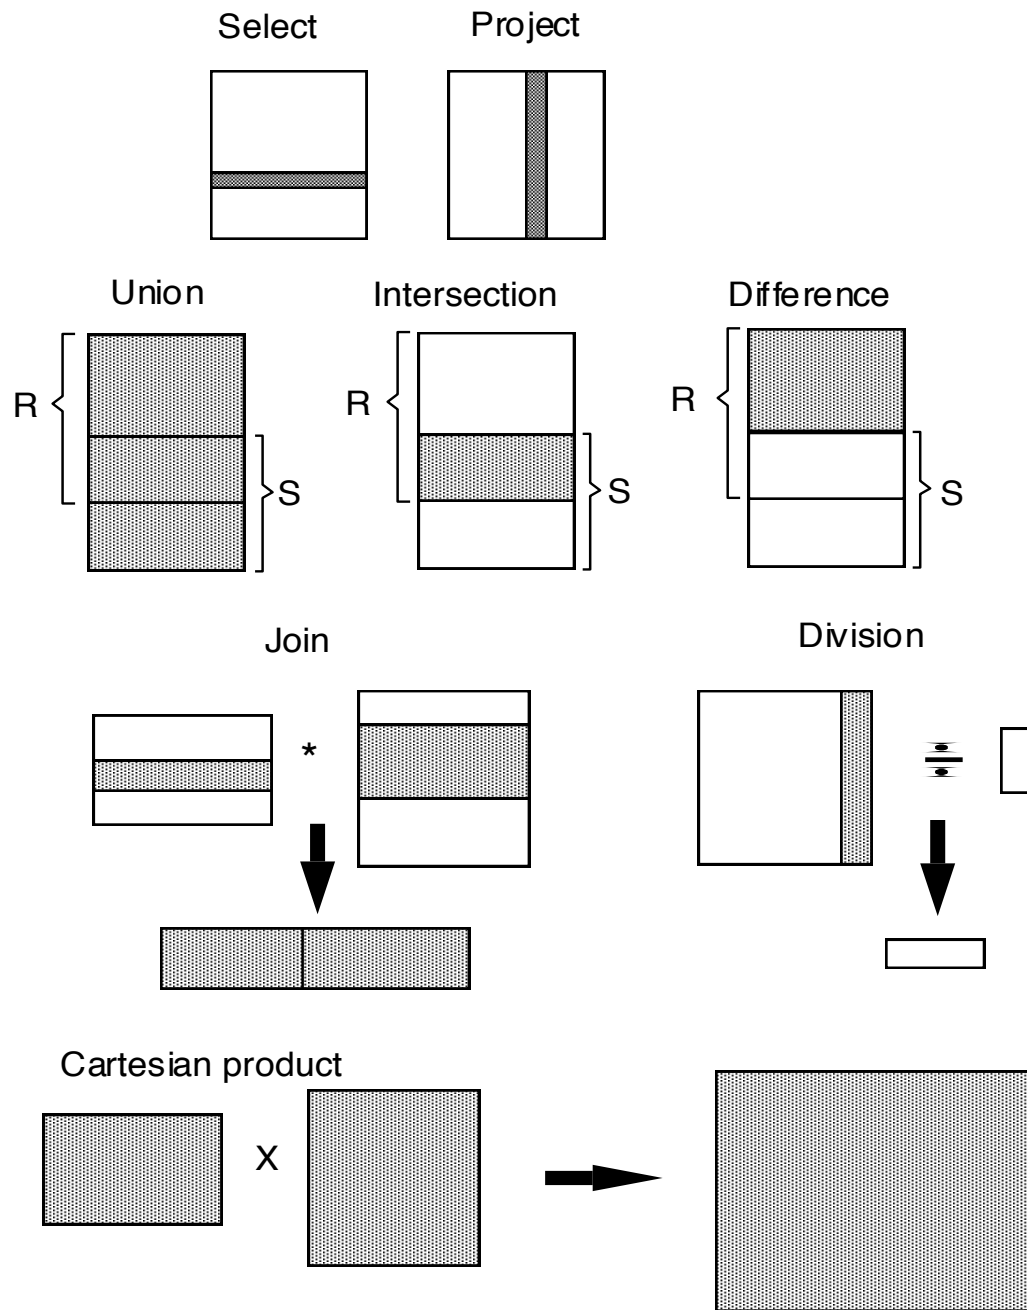 Select Project
Union Intersection Difference
R R R
S S S
Join Division
* ÷
Cartesian product
X